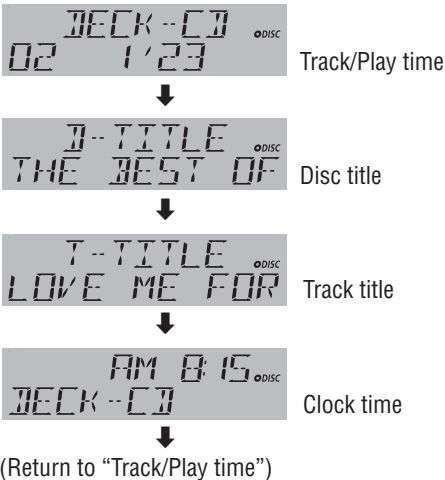 DECK-CD DISC
02 1'23
Track/Play time
D-TITLE DISC
THE BEST OF
Disc title
T-TITLE DISC
LOVE ME FOR
Track title
AM 8:15 DISC
DECK-CD
Clock time
(Return to “Track/Play time”)